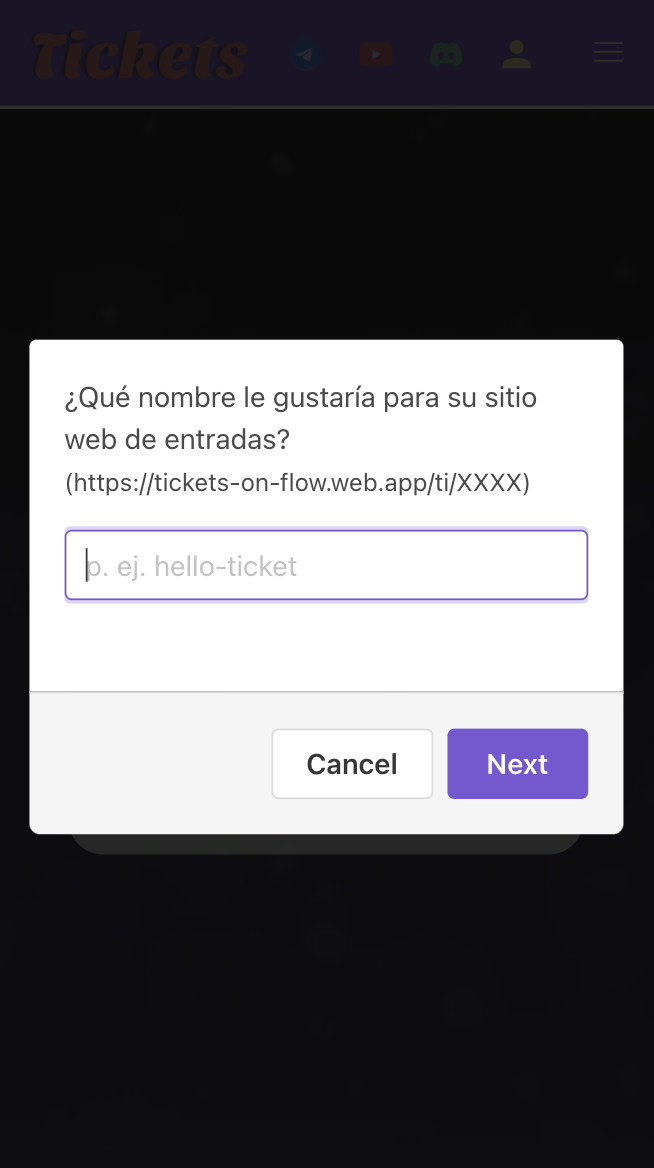 Tickets
¿Qué nombre le gustaría para su sitio
web de entradas?
(https://tickets-on-flow.web.app/ti/XXXX)
p. ej. hello-ticket
Cancel
Next